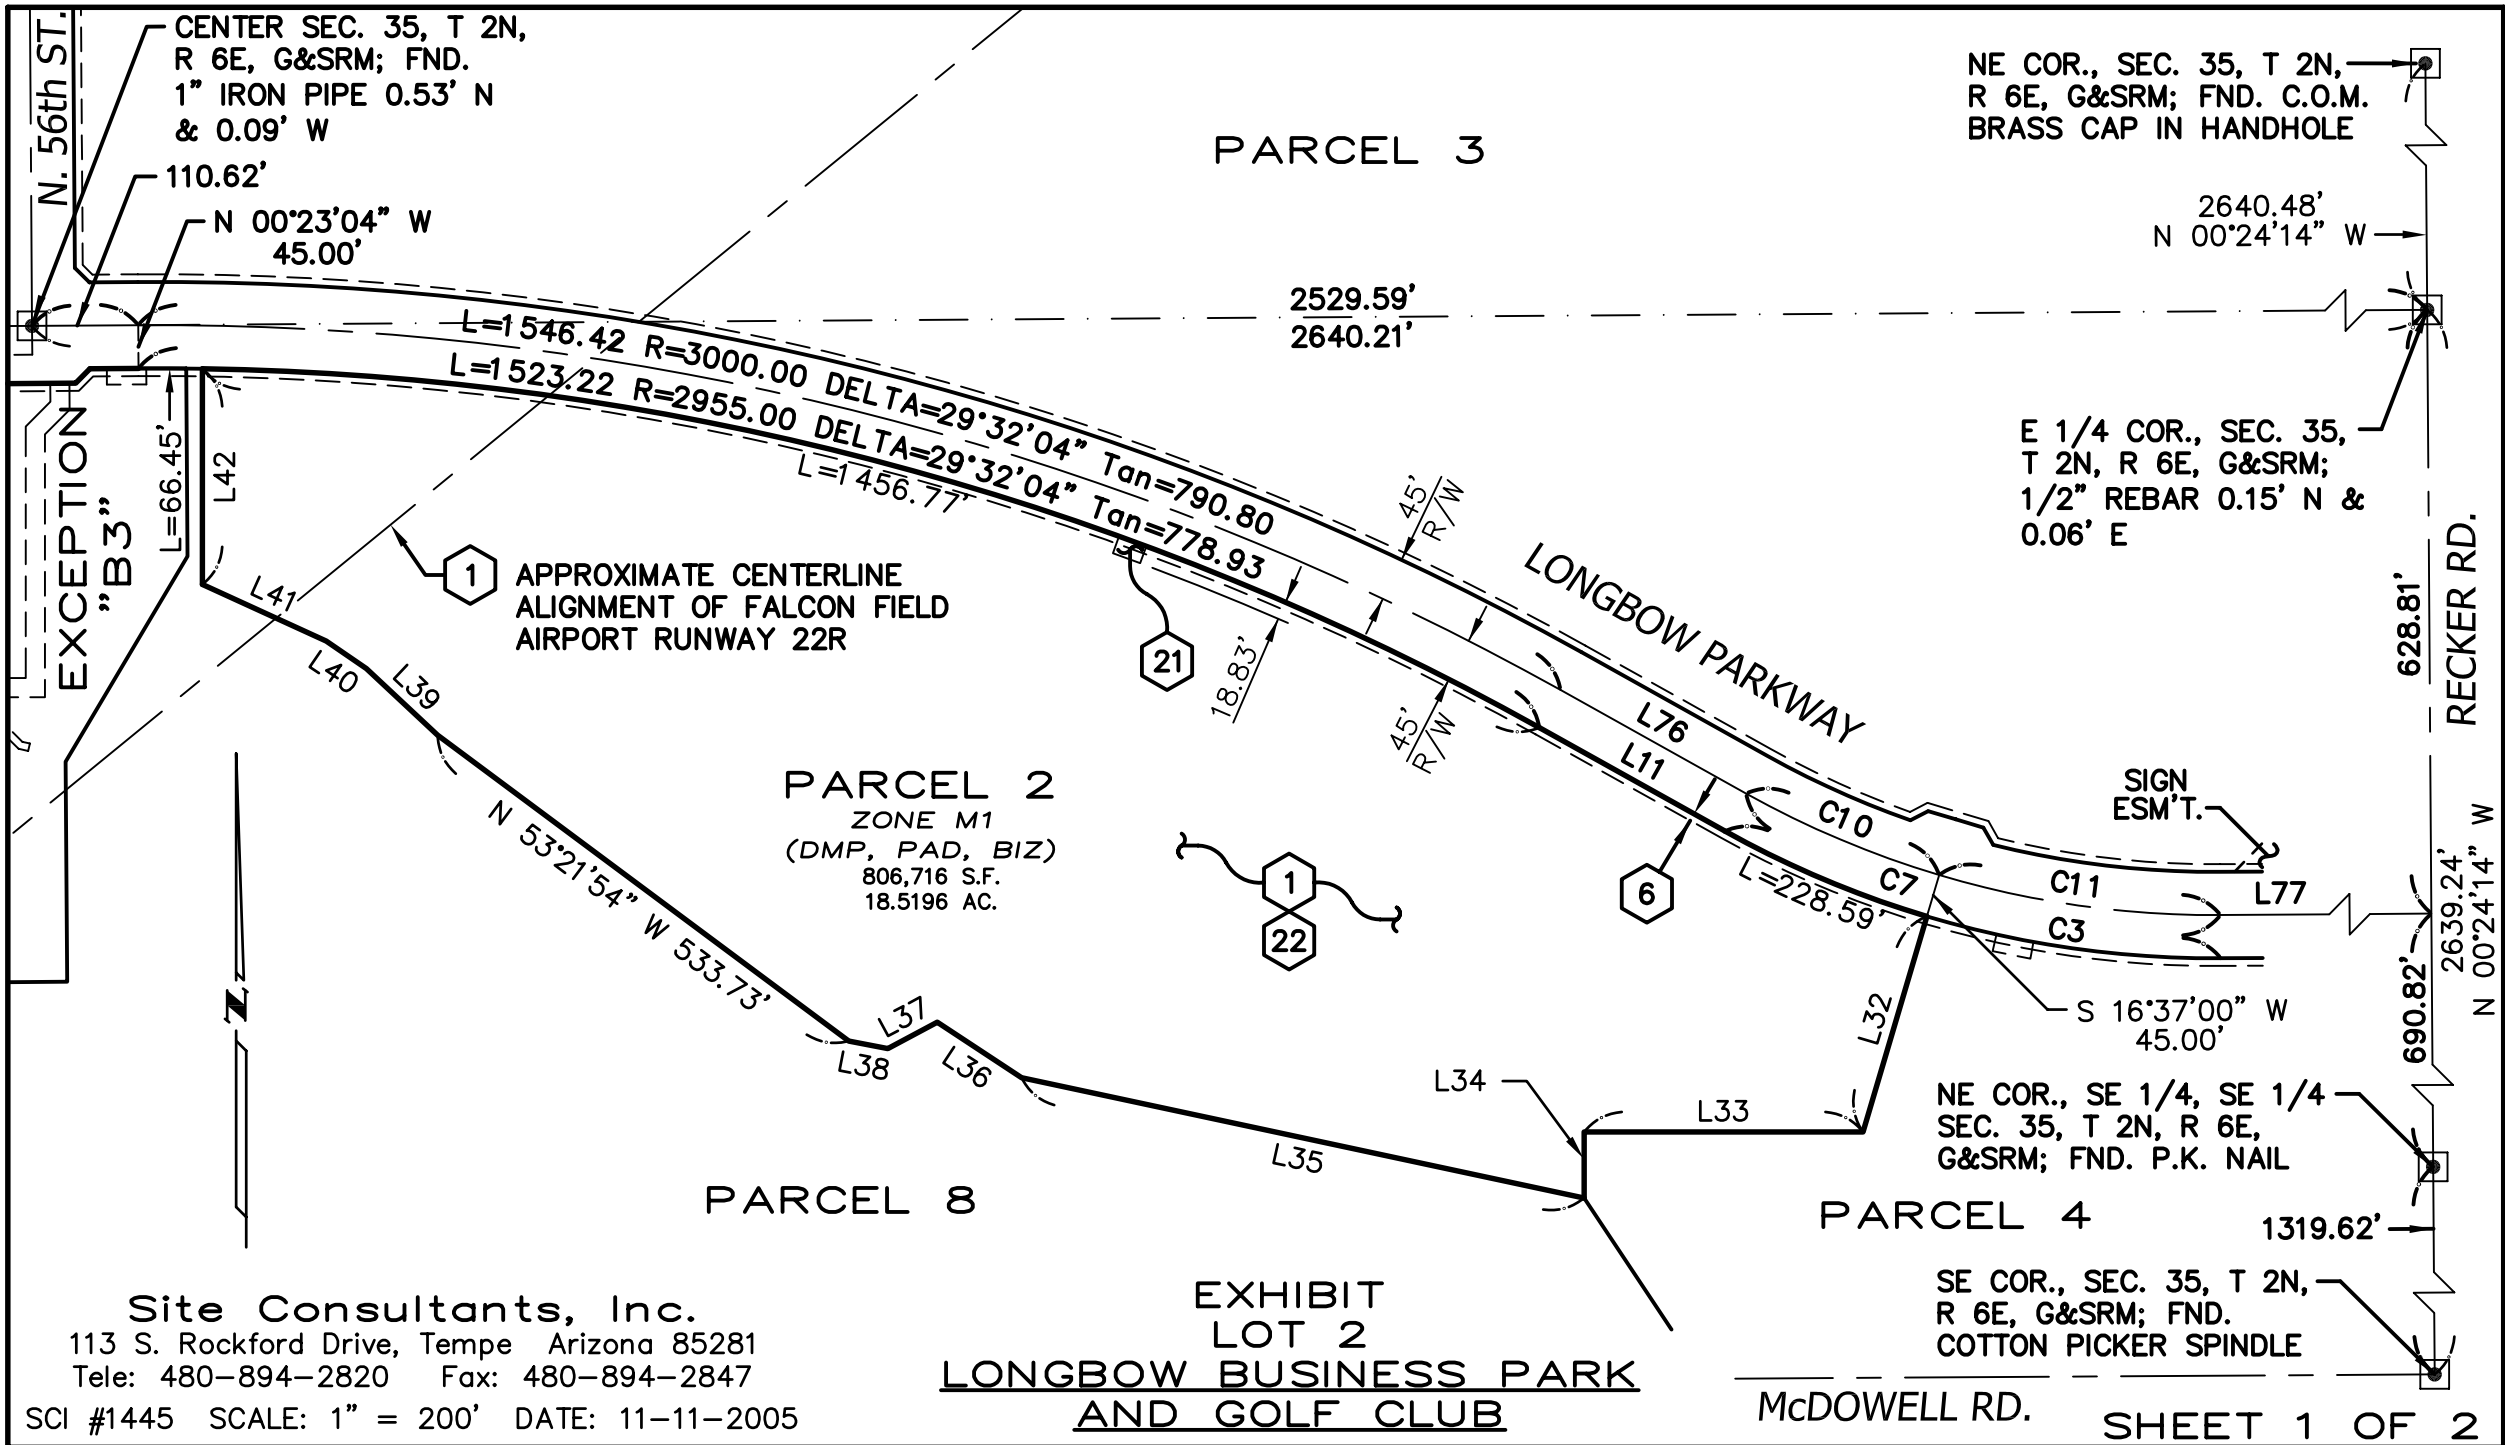 N. 56th ST.
CENTER SEC. 35, T 2N,
R 6E, G&SRM; FND.
1" IRON PIPE 0.53' N
& 0.09' W
110.62'
N 00°23'04" W
45.00'
PARCEL 3
NE COR., SEC. 35, T 2N,
R 6E, G&SRM; FND. C.O.M.
BRASS CAP IN HANDHOLE
2640.48'
N 00°24'14" W
2529.59'
2640.21'
L=1546.42 R=3000.00 DELTA=29°32'04" Tan=790.80
L=1523.22 R=2955.00 DELTA=29°32'04" Tan=778.93
L=1456.77'
E 1/4 COR., SEC. 35,
T 2N, R 6E, G&SRM;
1/2" REBAR 0.15' N &
0.06' E
EXCEPTION
"B3"
L=66.45'
L42
L41
L40
L39
1
APPROXIMATE CENTERLINE
ALIGNMENT OF FALCON FIELD
AIRPORT RUNWAY 22R
21
18.83'
45'
R/W
45'
R/W
LONGBOW PARKWAY
628.81'
RECKER RD.
L76
L11
PARCEL 2
ZONE M1
(DMP, PAD, BIZ)
806,716 S.F.
18.5196 AC.
N 53°21'54" W 533.73'
1
22
6
C10
C7
L=228.59'
SIGN
ESM'T.
C11
L77
C3
2639.24'
N 00°24'14" W
690.82'
S 16°37'00" W
45.00'
L38
L37
L36
L35
L34
L33
L32
NE COR., SE 1/4, SE 1/4
SEC. 35, T 2N, R 6E,
G&SRM; FND. P.K. NAIL
PARCEL 8
PARCEL 4
1319.62'
SE COR., SEC. 35, T 2N,
R 6E, G&SRM; FND.
COTTON PICKER SPINDLE
N
Site Consultants, Inc.
113 S. Rockford Drive, Tempe Arizona 85281
Tele: 480-894-2820 Fax: 480-894-2847
SCI #1445 SCALE: 1" = 200' DATE: 11-11-2005
EXHIBIT
LOT 2
LONGBOW BUSINESS PARK
AND GOLF CLUB
McDOWELL RD.
SHEET 1 OF 2